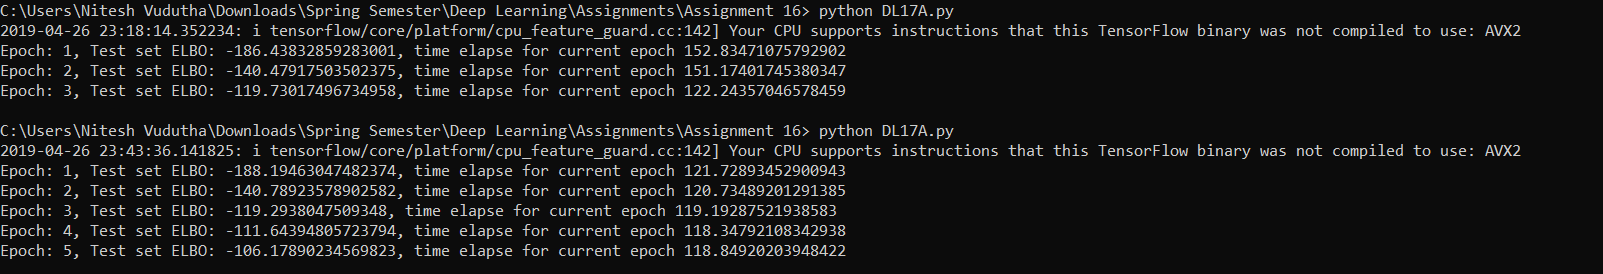 C:\Users\Nitesh Vudutha\Downloads\Spring Semester\Deep Learning\Assignments\Assignment 16> python DL17A.py
2019-04-26 23:18:14.352234: i tensorflow/core/platform/cpu_feature_guard.cc:142] Your CPU supports instructions that this TensorFlow binary was not compiled to use: AVX2
Epoch: 1, Test set ELBO: -186.43832859283001, time elapse for current epoch 152.83471075792902
Epoch: 2, Test set ELBO: -140.47917503502375, time elapse for current epoch 151.17401745380347
Epoch: 3, Test set ELBO: -119.73017496734958, time elapse for current epoch 122.24357046578459
C:\Users\Nitesh Vudutha\Downloads\Spring Semester\Deep Learning\Assignments\Assignment 16> python DL17A.py
2019-04-26 23:43:36.141825: i tensorflow/core/platform/cpu_feature_guard.cc:142] Your CPU supports instructions that this TensorFlow binary was not compiled to use: AVX2
Epoch: 1, Test set ELBO: -188.19463047482374, time elapse for current epoch 121.72893452900943
Epoch: 2, Test set ELBO: -140.78923578902582, time elapse for current epoch 120.73489201291385
Epoch: 3, Test set ELBO: -119.2938047509348, time elapse for current epoch 119.19287521938583
Epoch: 4, Test set ELBO: -111.64394805723794, time elapse for current epoch 118.34792108342938
Epoch: 5, Test set ELBO: -106.17890234569823, time elapse for current epoch 118.84920203948422